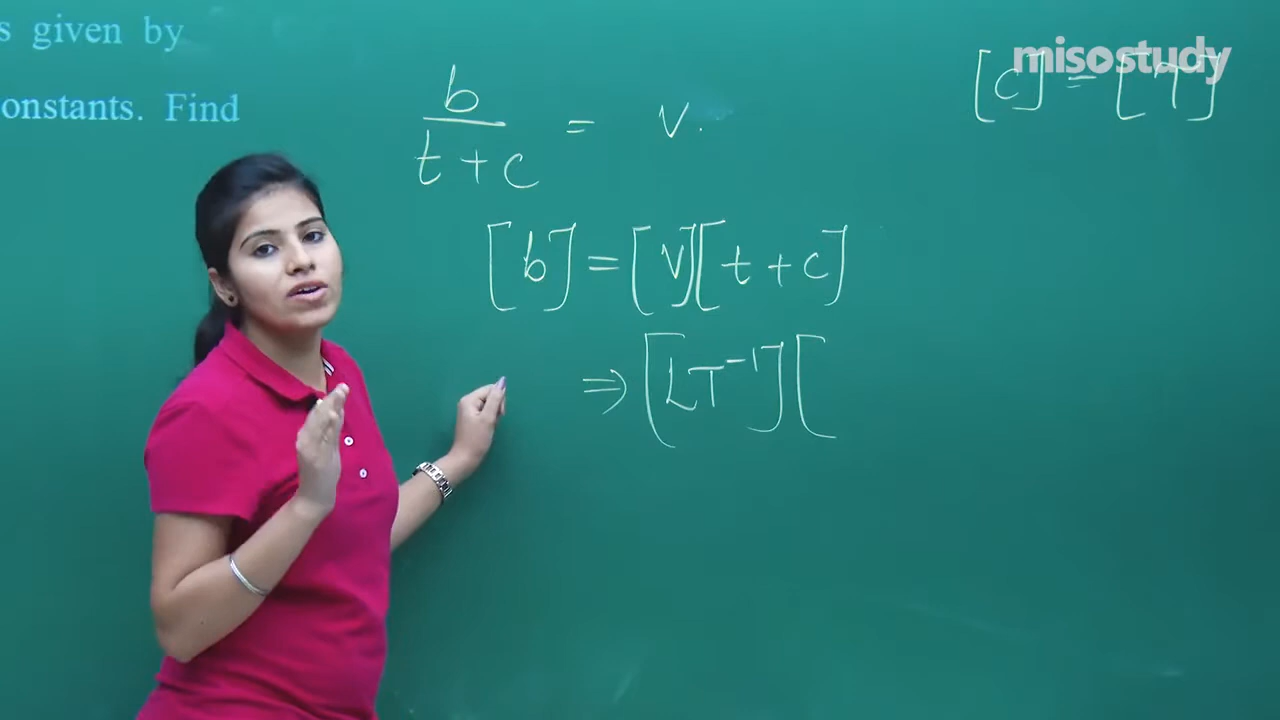 s given by
onstants. Find
misostudy
[c] = [T]
b
t + c = v.
[b] = [v][t + c]
⇒ [LT⁻¹][